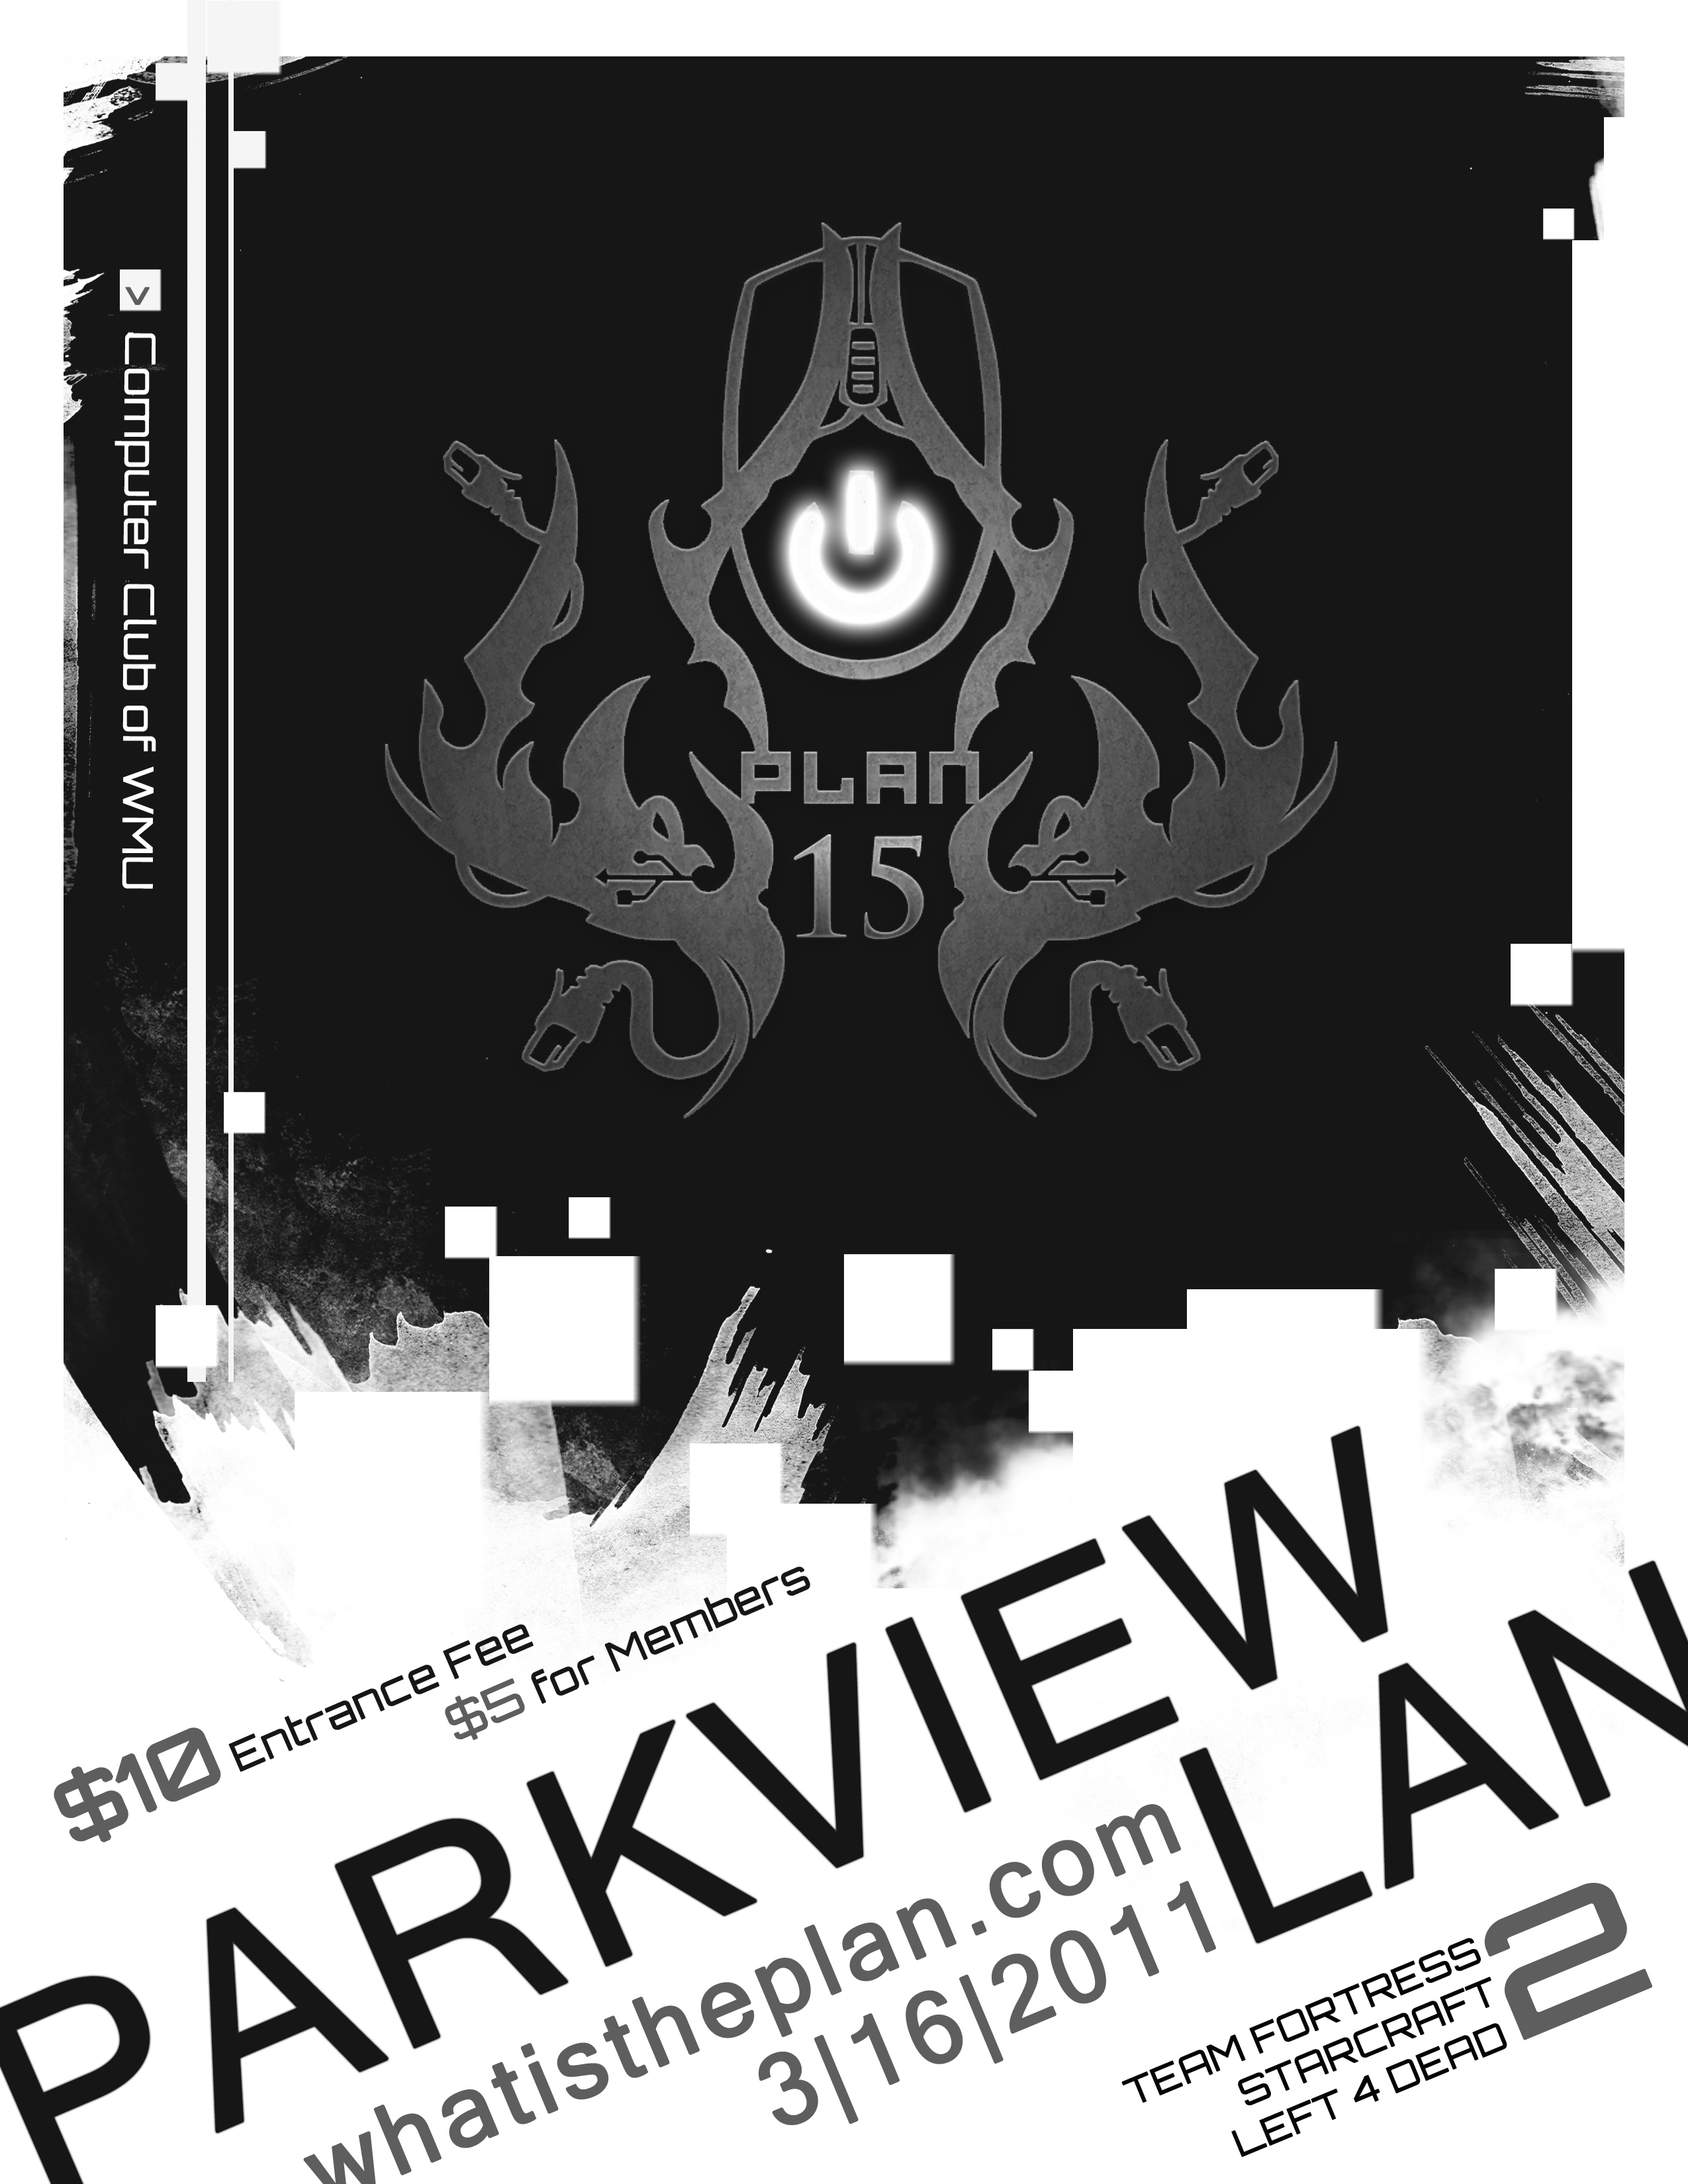 > Computer Club of WMU
PLAN
15
$10 Entrance Fee
$5 for Members
PARKVIEW
LAN
whatistheplan.com
3|16|2011
TEAM FORTRESS
STARCRAFT
LEFT 4 DEAD
2